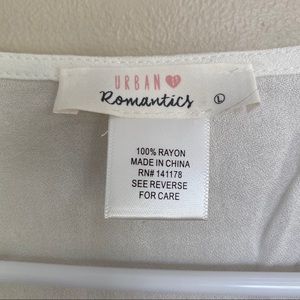 URBAN
Romantics
L
100% RAYON
MADE IN CHINA
RN# 141178
SEE REVERSE
FOR CARE